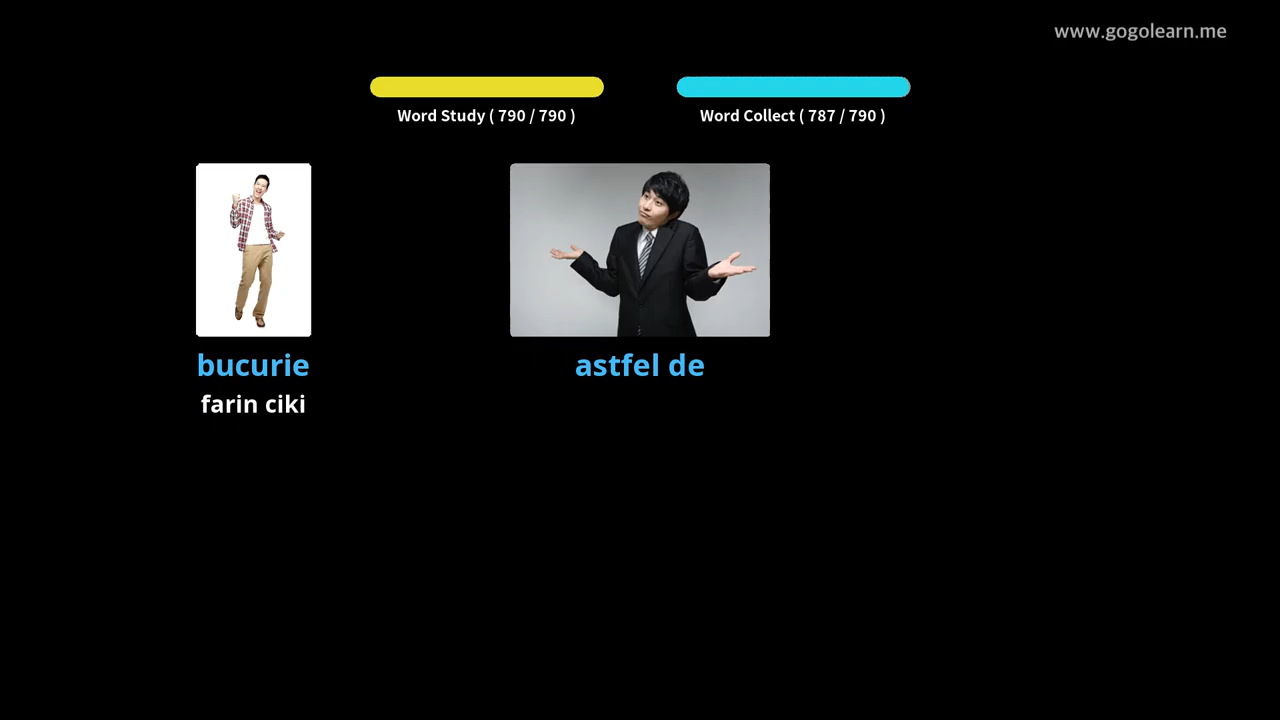 www.gogolearn.me
Word Study ( 790 / 790 )
Word Collect ( 787 / 790 )
bucurie
farin ciki
astfel de